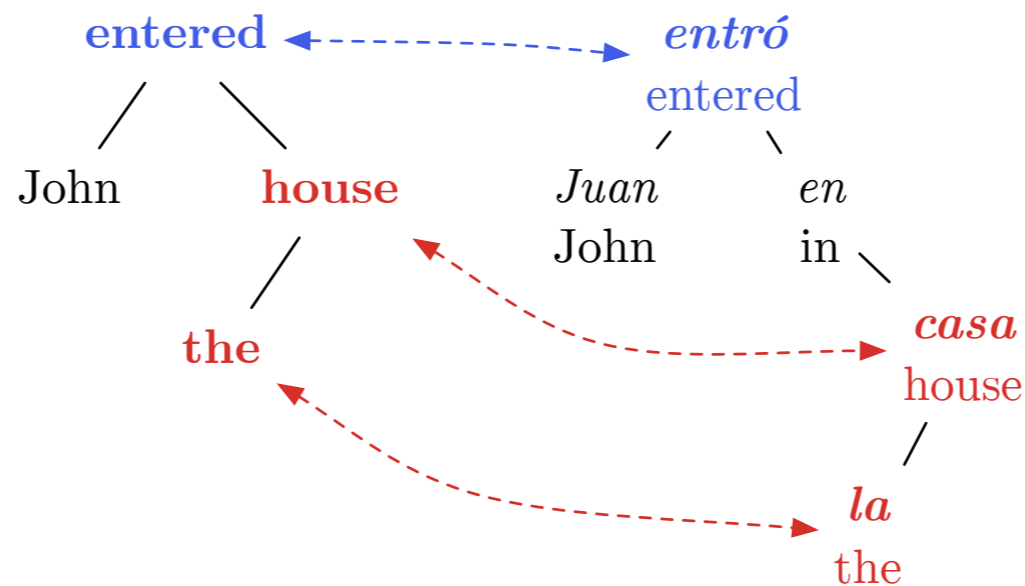 entered
John
house
the
entró
entered
Juan
John
en
in
casa
house
la
the